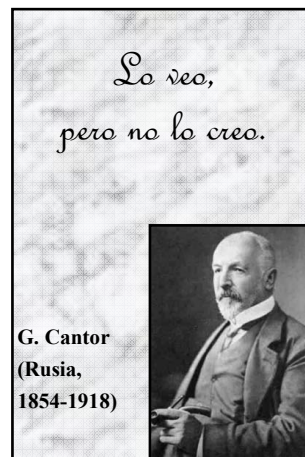 Lo veo,
pero no lo creo.
G. Cantor
(Rusia,
1854-1918)